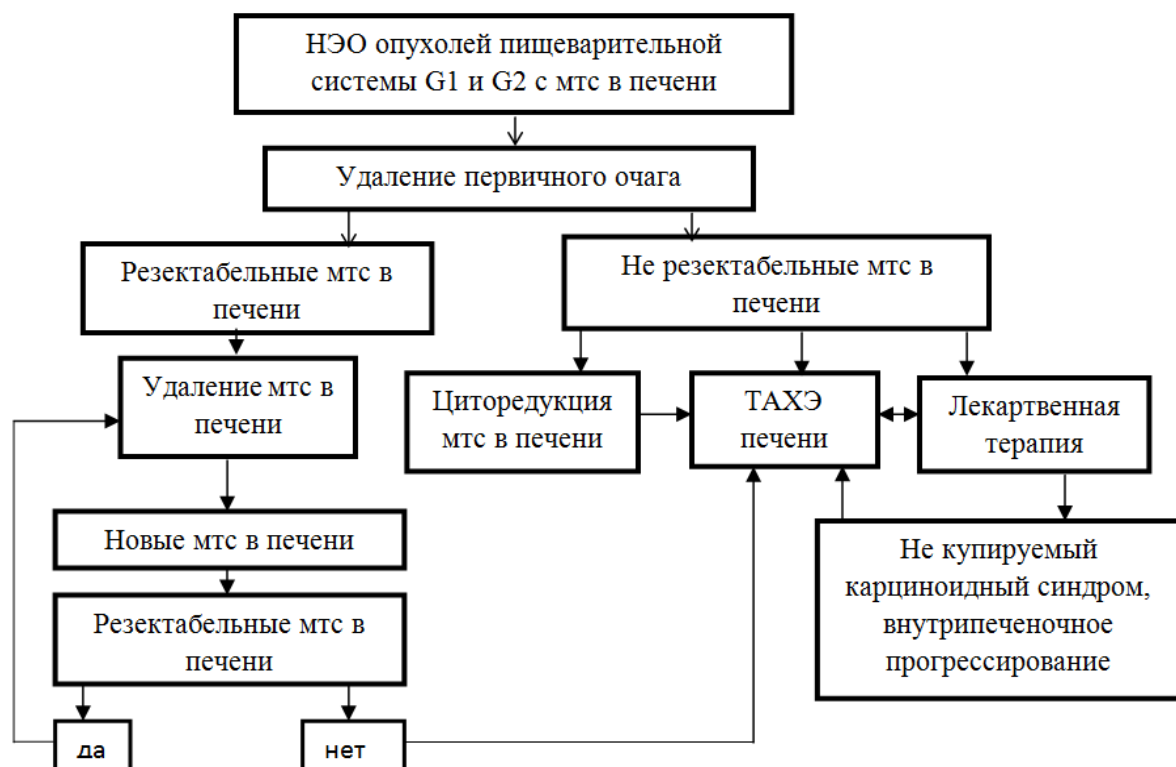 НЭО опухолей пищеварительной
системы G1 и G2 с мтс в печени
Удаление первичного очага
Резектабельные мтс в
печени
Не резектабельные мтс в
печени
Удаление мтс в
печени
Циторедукция
мтс в печени
ТАХЭ
печени
Лекартвенная
терапия
Новые мтс в печени
Не купируемый
карциноидный синдром,
внутрипеченочное
прогрессирование
Резектабельные мтс в
печени
да
нет